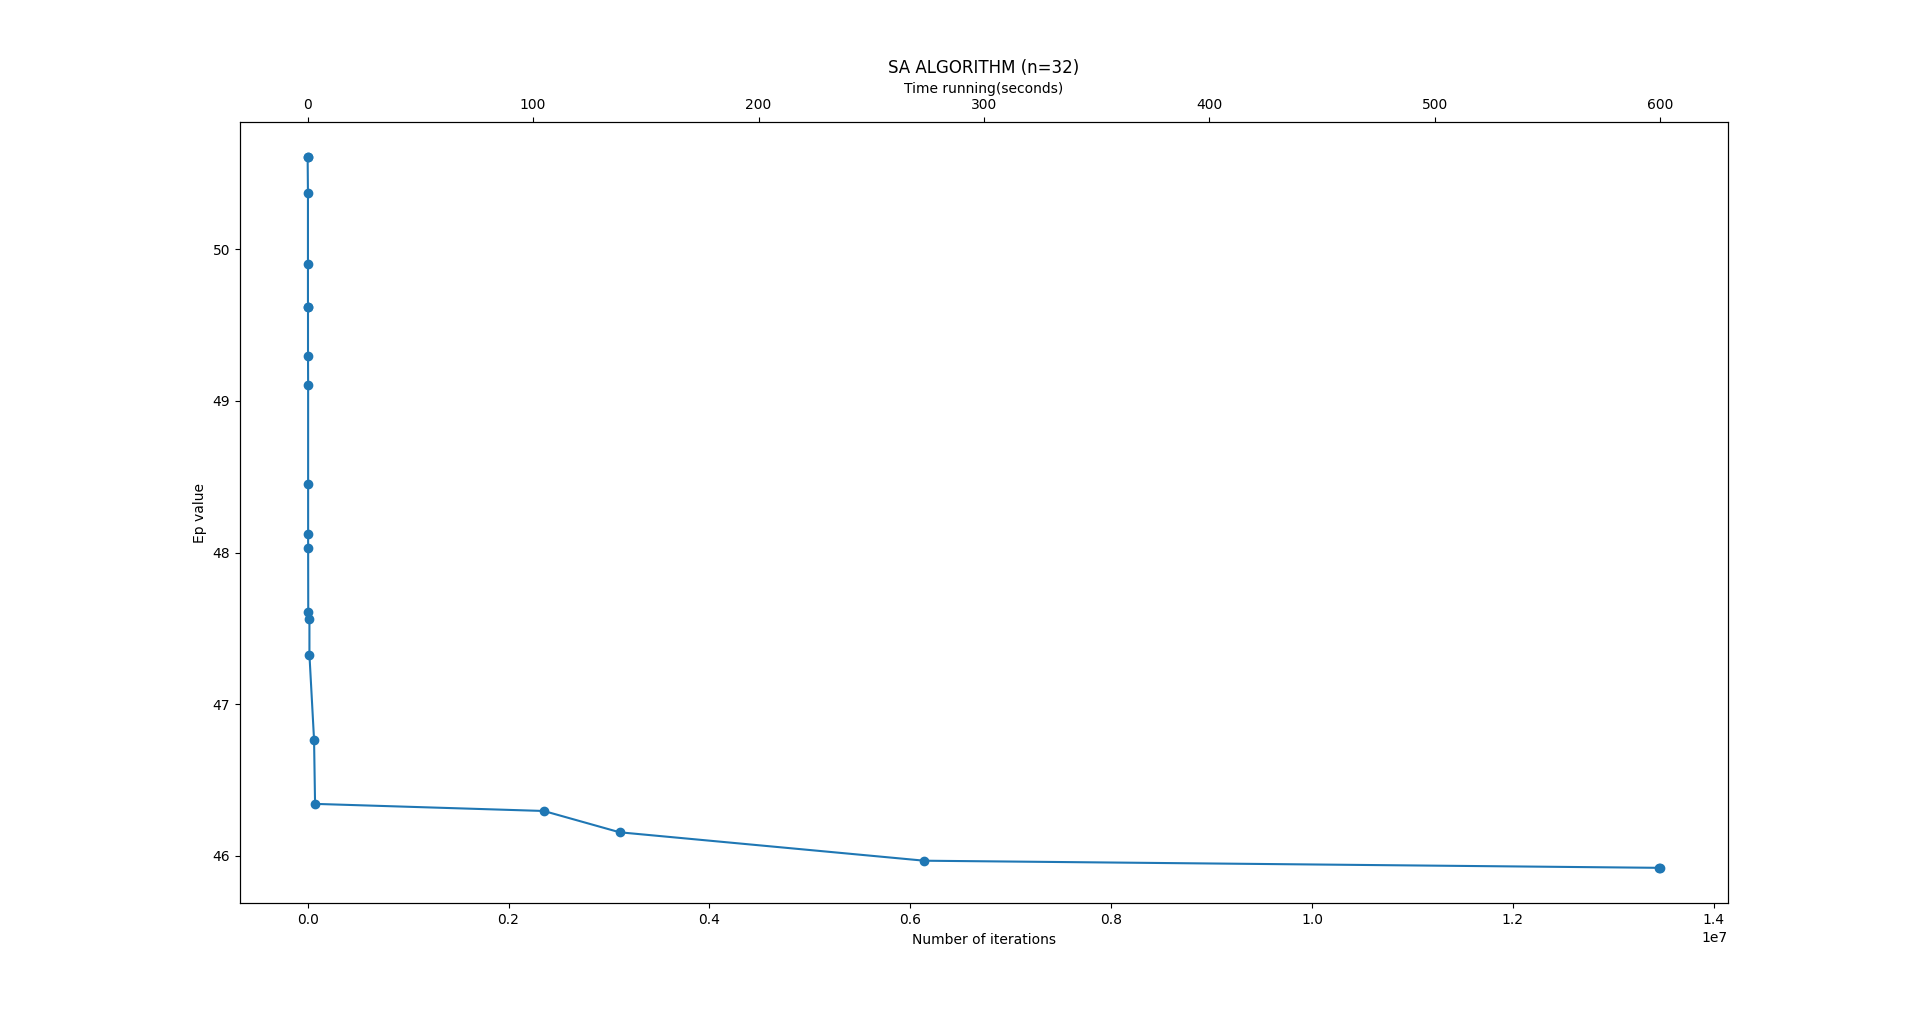 SA ALGORITHM (n=32)
Time running(seconds)
0 100 200 300 400 500 600
50
49
48
47
46
Ep value
0.0 0.2 0.4 0.6 0.8 1.0 1.2 1.4
1e7
Number of iterations